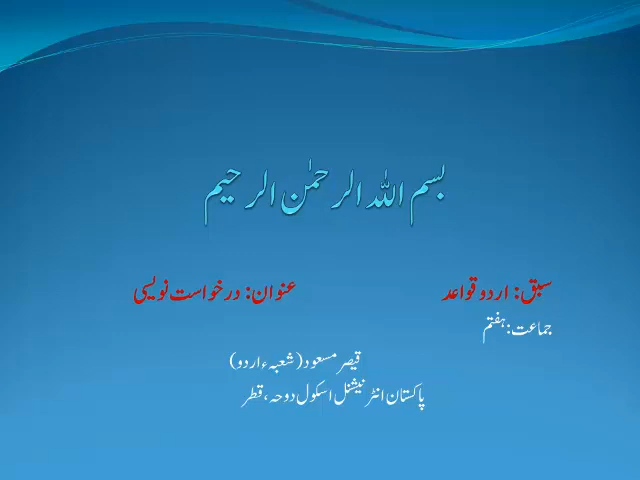 بسم اللہ الرحمٰن الرحیم
سبق: اردو قواعد عنوان: درخواست نویسی
جماعت: ہفتم
قیصر مسعود (شعبہ ء اردو)
پاکستان انٹرنیشنل اسکول دوحہ، قطر